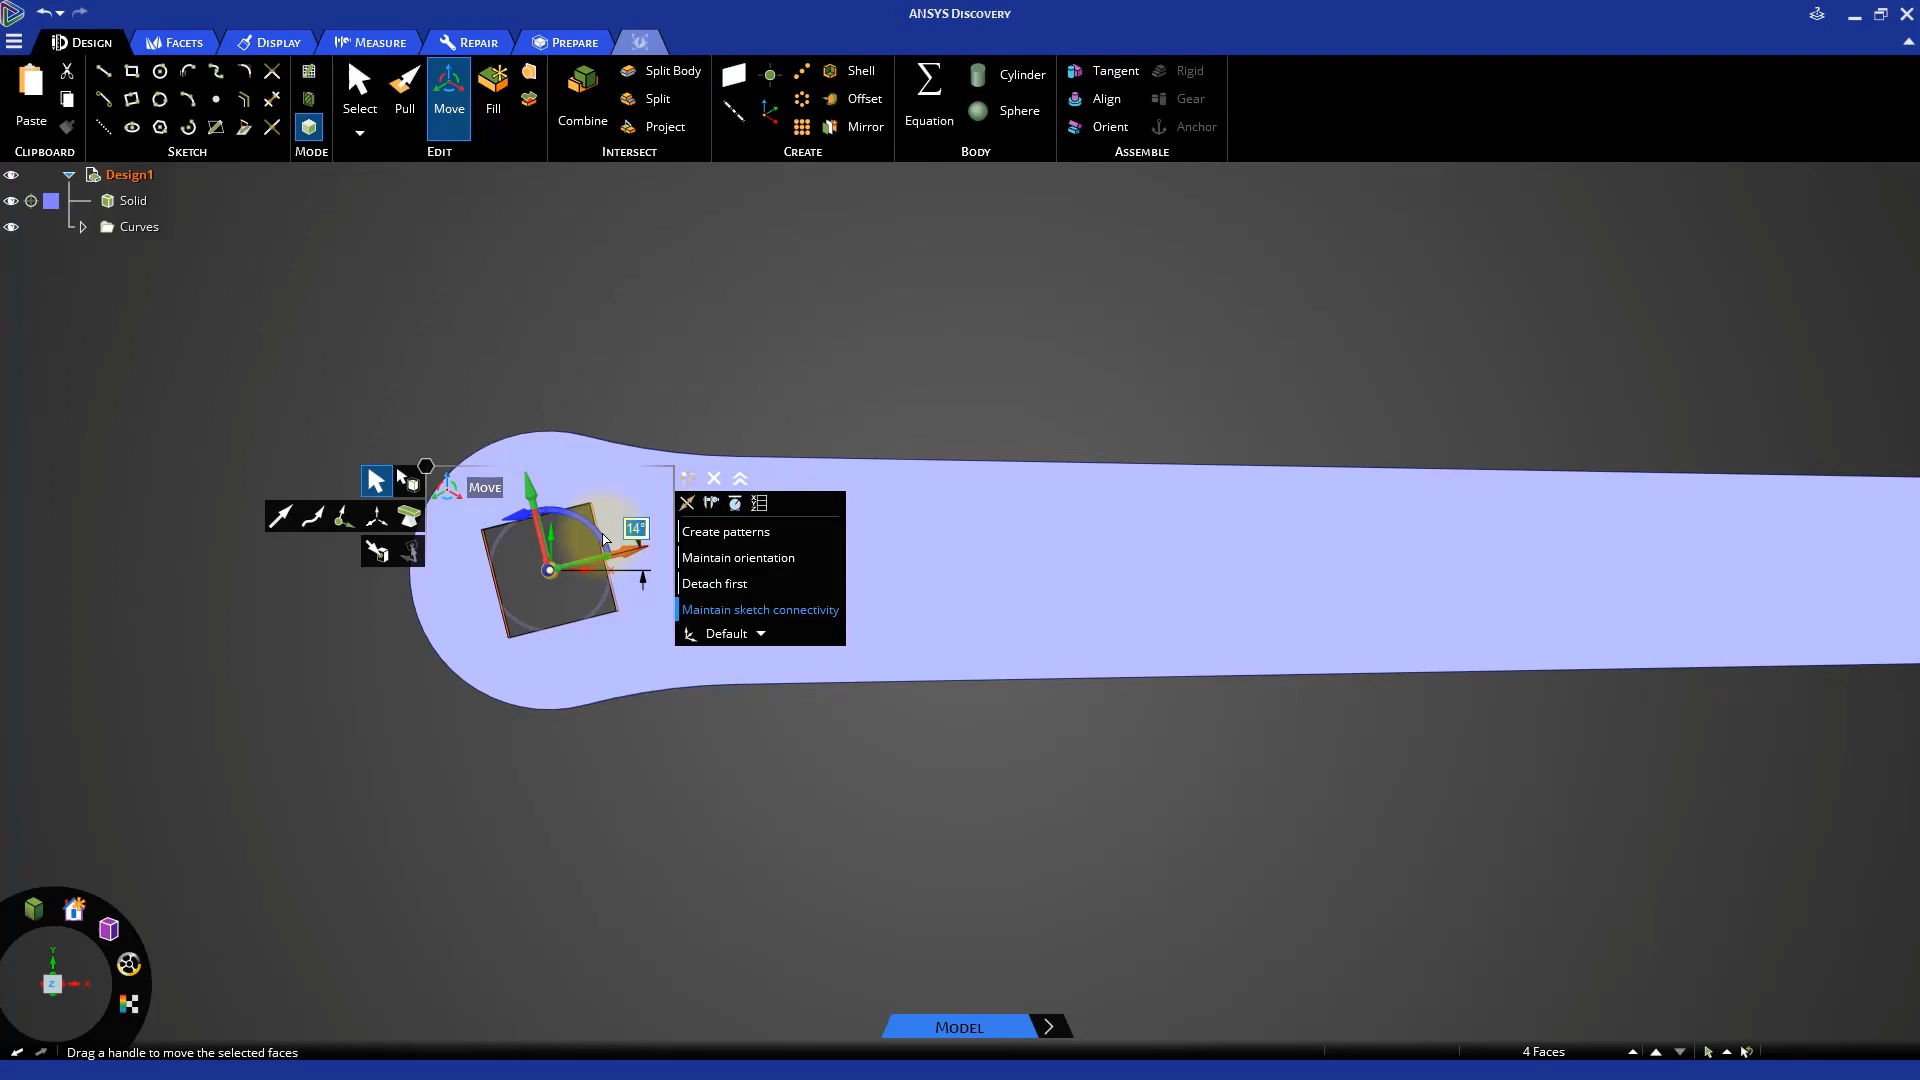 ANSYS Discovery
Design
Facets
Display
Measure
Repair
Prepare
Paste
Clipboard
Sketch
Mode
Select
Pull
Move
Fill
Edit
Combine
Split Body
Split
Project
Intersect
Shell
Offset
Mirror
Create
Equation
Cylinder
Sphere
Body
Tangent
Rigid
Align
Gear
Orient
Anchor
Assemble
Design1
Solid
Curves
Move
14°
Create patterns
Maintain orientation
Detach first
Maintain sketch connectivity
Default
Y
Z
X
Model
Drag a handle to move the selected faces
4 Faces